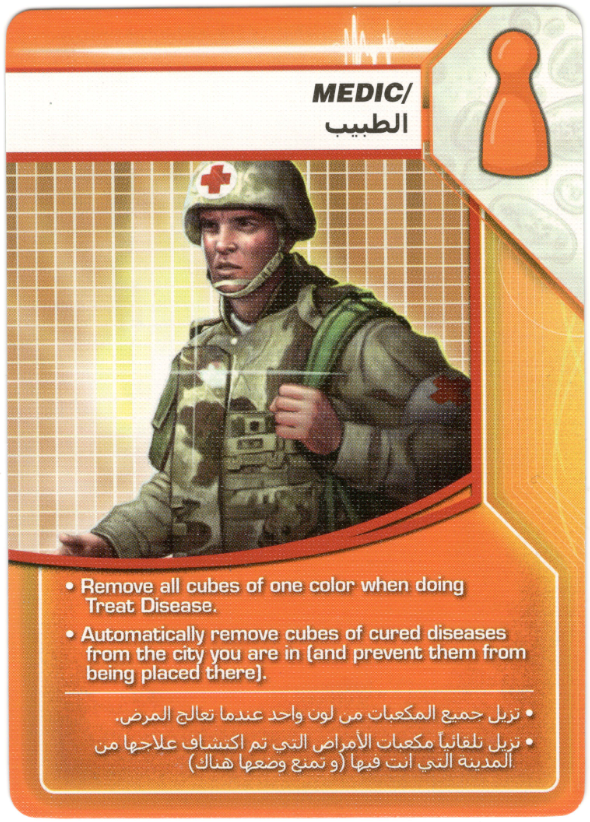 MEDIC/
الطبيب
• Remove all cubes of one color when doing
Treat Disease.
• Automatically remove cubes of cured diseases
from the city you are in (and prevent them from
being placed there).
• تزيل جميع المكعبات من لون واحد عندما تعالج المرض.
• تزيل تلقائياً مكعبات الأمراض التي تم اكتشاف علاجها من
المدينة التي انت فيها (و تمنع وضعها هناك)